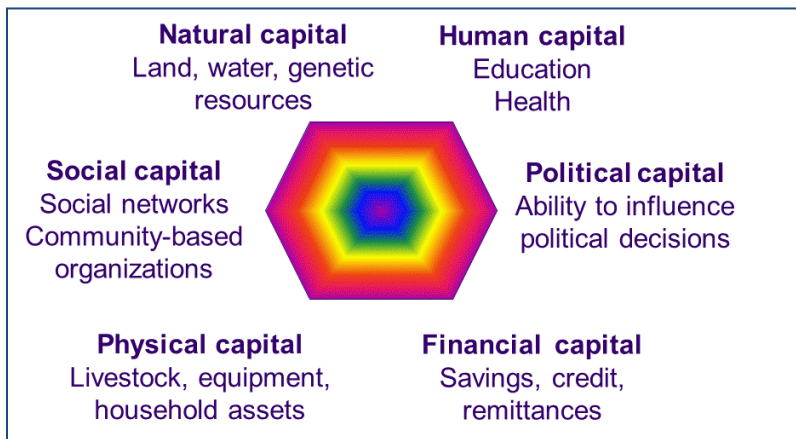 Natural capital
Land, water, genetic
resources
Human capital
Education
Health
Social capital
Social networks
Community-based
organizations
Political capital
Ability to influence
political decisions
Physical capital
Livestock, equipment,
household assets
Financial capital
Savings, credit,
remittances